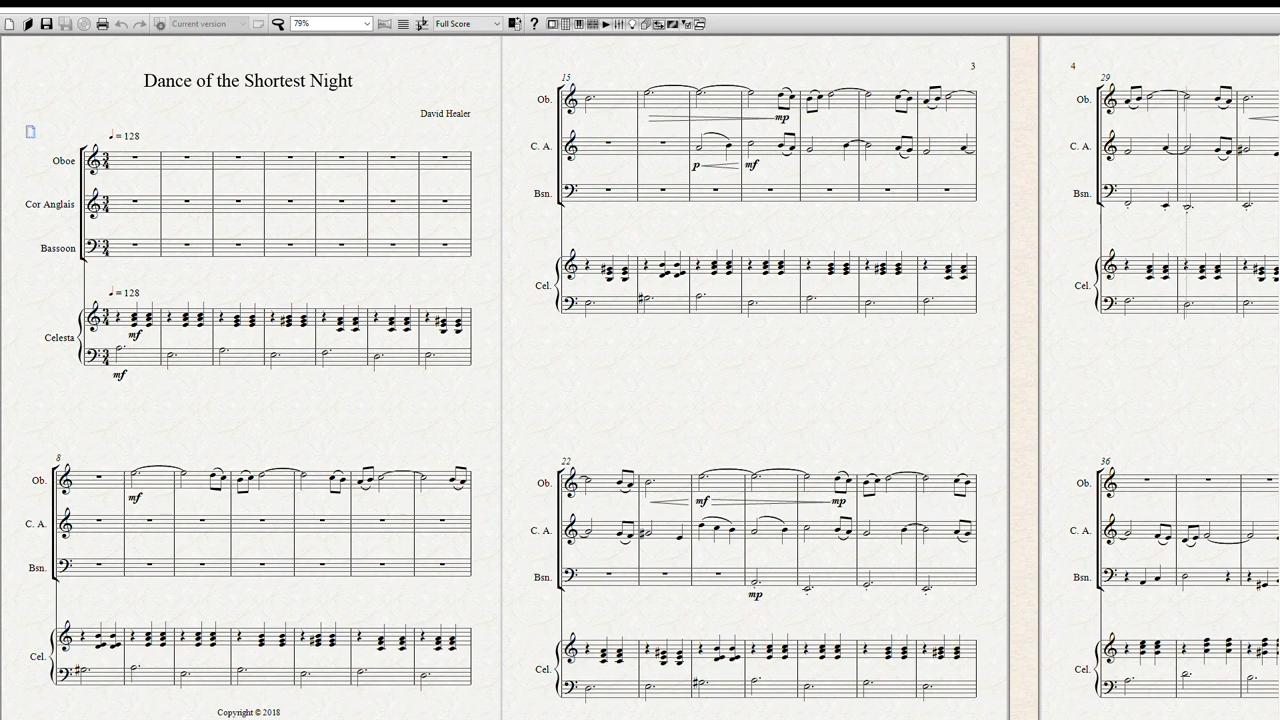 Current version
79%
Full Score
Dance of the Shortest Night
David Healer
♩ = 128
Oboe
Cor Anglais
Bassoon
♩ = 128
Celesta
mf
mf
8
Ob.
mf
C. A.
Bsn.
Cel.
Copyright © 2018
3
15
Ob.
mp
C. A.
p
mf
Bsn.
Cel.
22
Ob.
mf
mp
C. A.
Bsn.
mp
Cel.
4
29
Ob.
C. A.
Bsn.
Cel.
36
Ob.
C. A.
Bsn.
Cel.